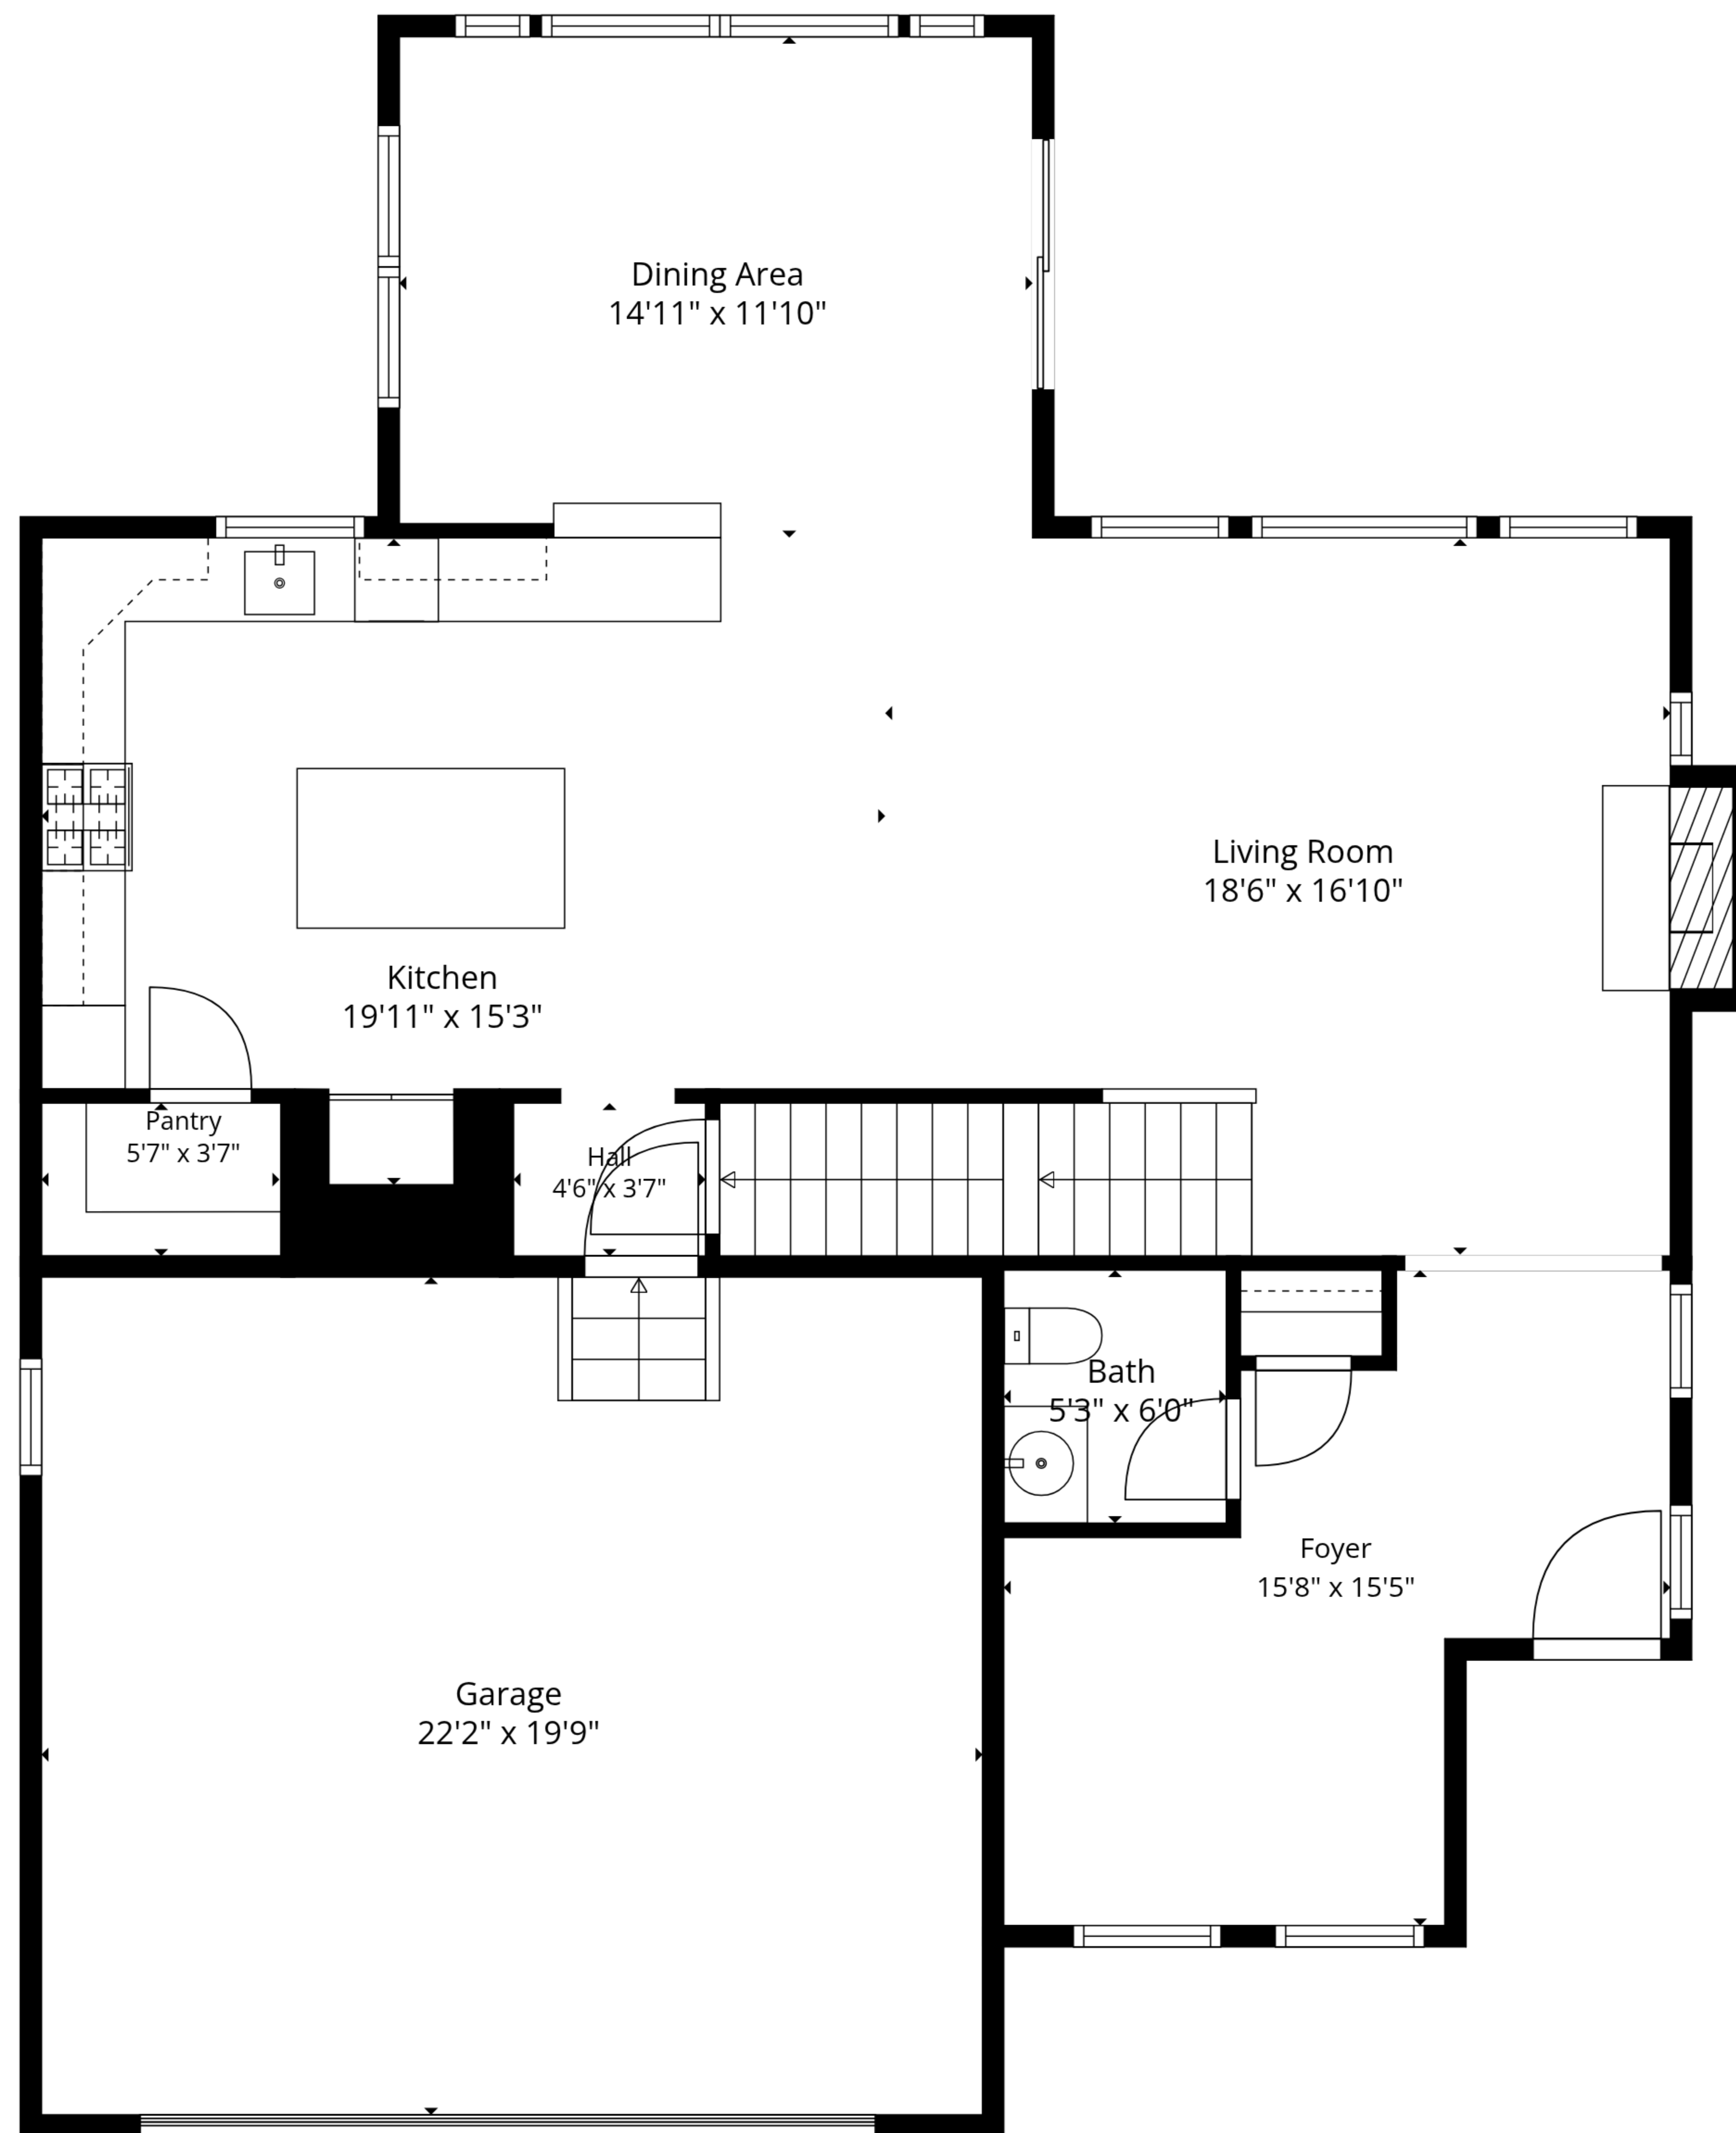 Dining Area
14'11" x 11'10"
Living Room
18'6" x 16'10"
Kitchen
19'11" x 15'3"
Pantry
5'7" x 3'7"
Hall
4'6" x 3'7"
Bath
5'3" x 6'0"
Foyer
15'8" x 15'5"
Garage
22'2" x 19'9"